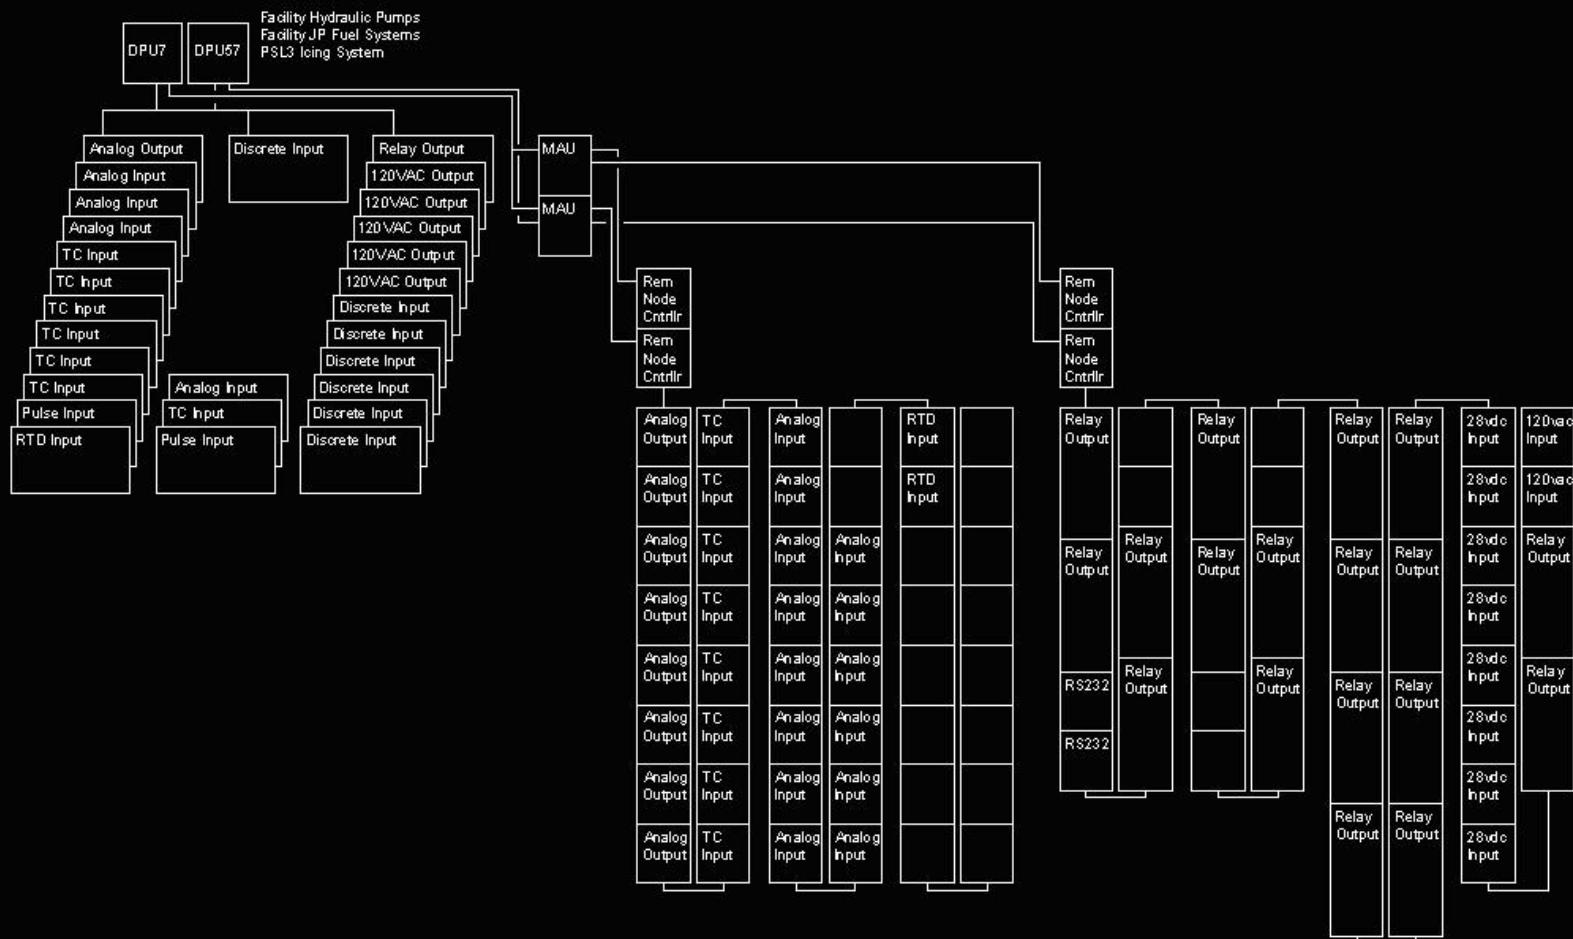 Facility Hydraulic Pumps
Facility JP Fuel Systems
PSL3 Icing System
DPU7
DPU57
Analog Output
Analog Input
Analog Input
Analog Input
TC Input
TC Input
TC Input
TC Input
TC Input
TC Input
Pulse Input
RTD Input
Analog Input
TC Input
Pulse Input
Discrete Input
Relay Output
120VAC Output
120VAC Output
120VAC Output
120VAC Output
120VAC Output
Discrete Input
Discrete Input
Discrete Input
Discrete Input
Discrete Input
Discrete Input
MAU
MAU
Rem
Node
Cntrllr
Rem
Node
Cntrllr
Analog
Output
Analog
Output
Analog
Output
Analog
Output
Analog
Output
Analog
Output
Analog
Output
Analog
Output
TC
Input
TC
Input
TC
Input
TC
Input
TC
Input
TC
Input
TC
Input
TC
Input
Analog
Input
Analog
Input
Analog
Input
Analog
Input
Analog
Input
Analog
Input
Analog
Input
Analog
Input
Analog
Input
Analog
Input
Analog
Input
Analog
Input
Analog
Input
Analog
Input
RTD
Input
RTD
Input
Rem
Node
Cntrllr
Rem
Node
Cntrllr
Relay
Output
Relay
Output
RS232
RS232
Relay
Output
Relay
Output
Relay
Output
Relay
Output
Relay
Output
Relay
Output
Relay
Output
Relay
Output
Relay
Output
Relay
Output
Relay
Output
Relay
Output
Relay
Output
Relay
Output
28vdc
Input
28vdc
Input
28vdc
Input
28vdc
Input
28vdc
Input
28vdc
Input
28vdc
Input
28vdc
Input
120vac
Input
120vac
Input
Relay
Output
Relay
Output